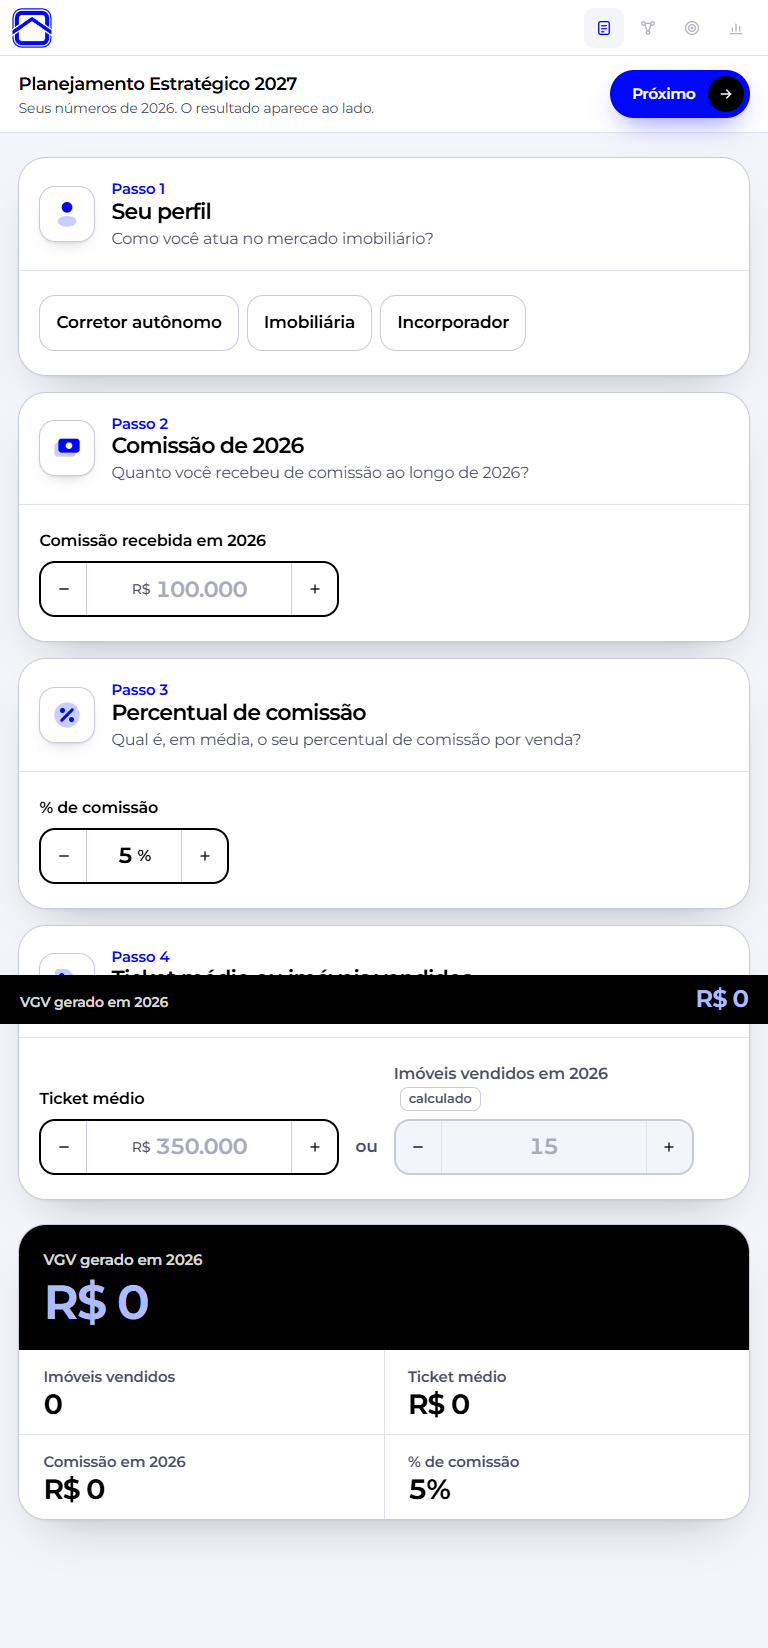 Planejamento Estratégico 2027
Seus números de 2026. O resultado aparece ao lado.
Próximo
Passo 1
Seu perfil
Como você atua no mercado imobiliário?
Corretor autônomo
Imobiliária
Incorporador
Passo 2
Comissão de 2026
Quanto você recebeu de comissão ao longo de 2026?
Comissão recebida em 2026
− R$ 100.000 +
Passo 3
Percentual de comissão
Qual é, em média, o seu percentual de comissão por venda?
% de comissão
− 5 % +
Passo 4
Ticket médio ou imóveis vendidos
VGV gerado em 2026
R$ 0
Ticket médio
− R$ 350.000 +
ou
Imóveis vendidos em 2026
calculado
− 15 +
VGV gerado em 2026
R$ 0
Imóveis vendidos
0
Ticket médio
R$ 0
Comissão em 2026
R$ 0
% de comissão
5%